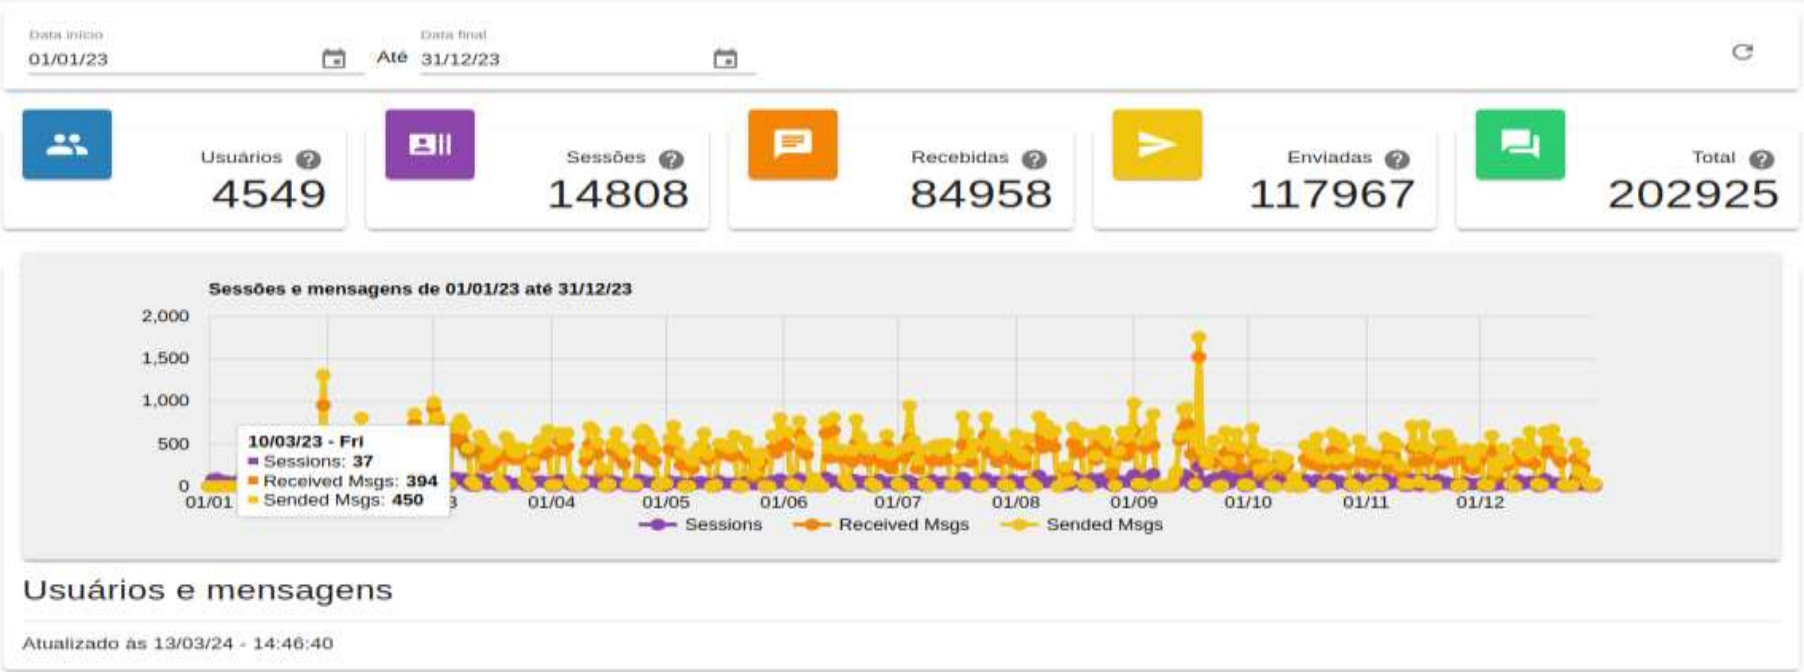 Data início
01/01/23
Até
Data final
31/12/23
Usuários
4549
Sessões
14808
Recebidas
84958
Enviadas
117967
Total
202925
Sessões e mensagens de 01/01/23 até 31/12/23
2,000
1,500
1,000
500
0
10/03/23 - Fri
Sessions: 37
Received Msgs: 394
Sended Msgs: 450
01/01 3 01/04 01/05 01/06 01/07 01/08 01/09 01/10 01/11 01/12
Sessions Received Msgs Sended Msgs
Usuários e mensagens
Atualizado às 13/03/24 - 14:46:40